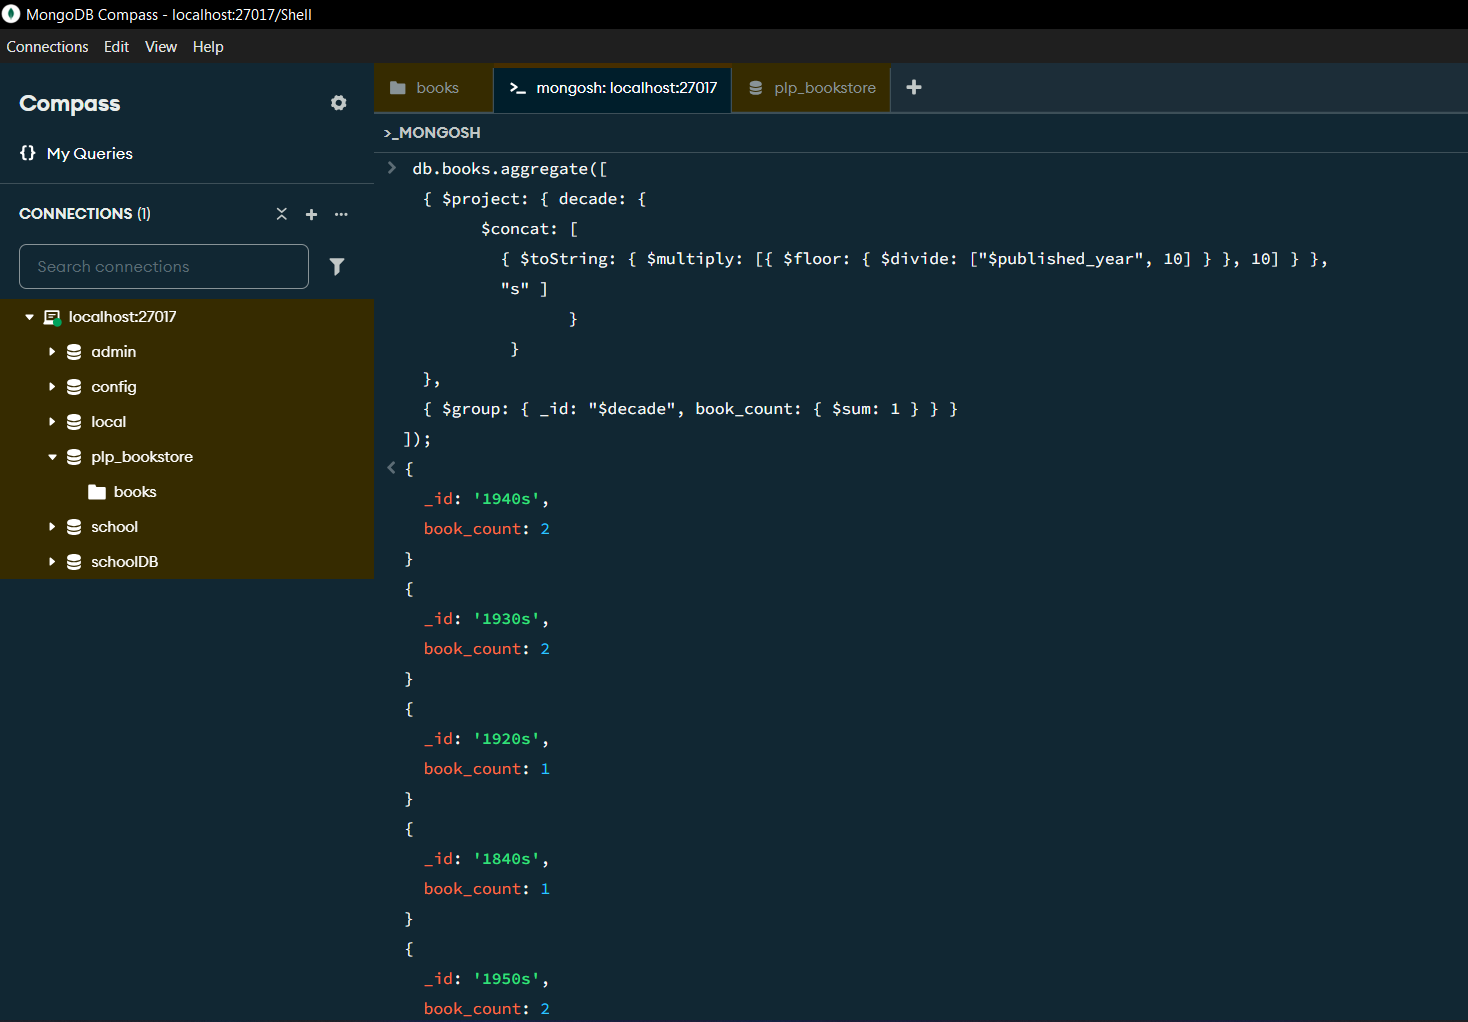 MongoDB Compass - localhost:27017/Shell
Connections Edit View Help
Compass
{} My Queries
CONNECTIONS (1)
Search connections
localhost:27017
admin
config
local
plp_bookstore
books
school
schoolDB
books
>_ mongosh: localhost:27017
plp_bookstore
+
>_MONGOSH
> db.books.aggregate([
{ $project: { decade: {
$concat: [
{ $toString: { $multiply: [{ $floor: { $divide: ["$published_year", 10] } }, 10] } },
"s" ]
}
}
},
{ $group: { _id: "$decade", book_count: { $sum: 1 } } }
]);
< {
_id: '1940s',
book_count: 2
}
{
_id: '1930s',
book_count: 2
}
{
_id: '1920s',
book_count: 1
}
{
_id: '1840s',
book_count: 1
}
{
_id: '1950s',
book_count: 2